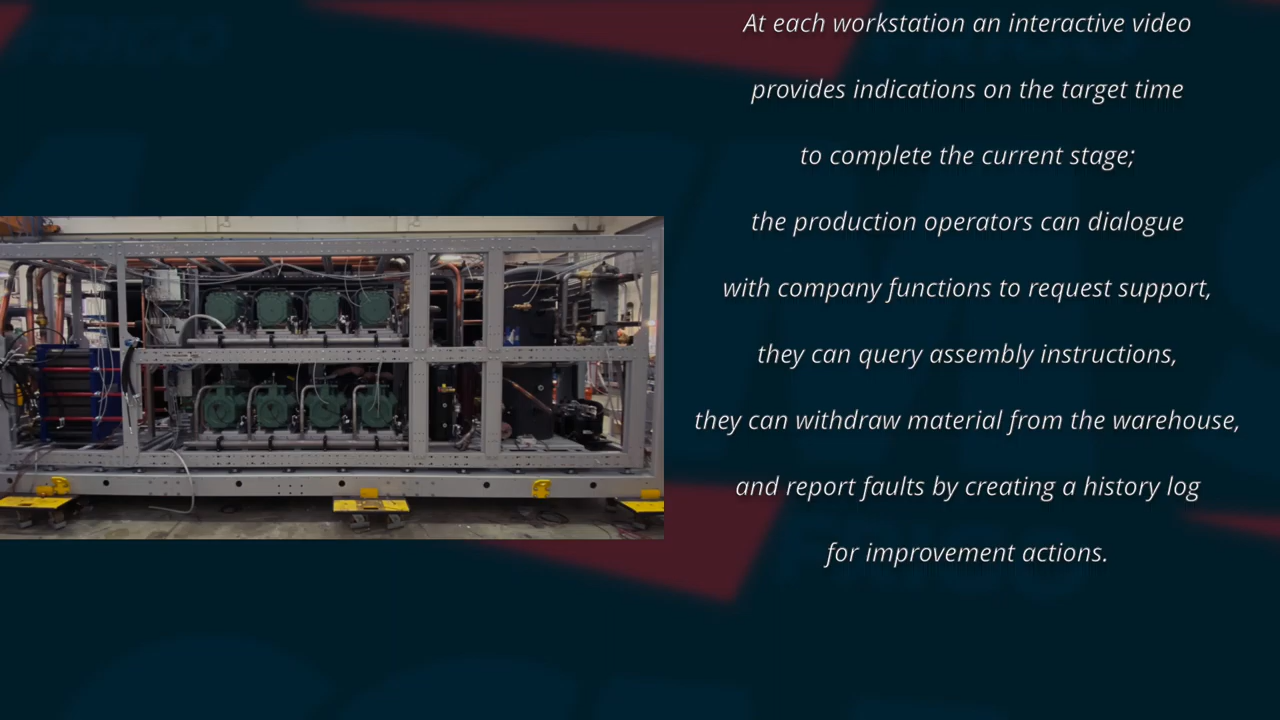 At each workstation an interactive video
provides indications on the target time
to complete the current stage;
the production operators can dialogue
with company functions to request support,
they can query assembly instructions,
they can withdraw material from the warehouse,
and report faults by creating a history log
for improvement actions.